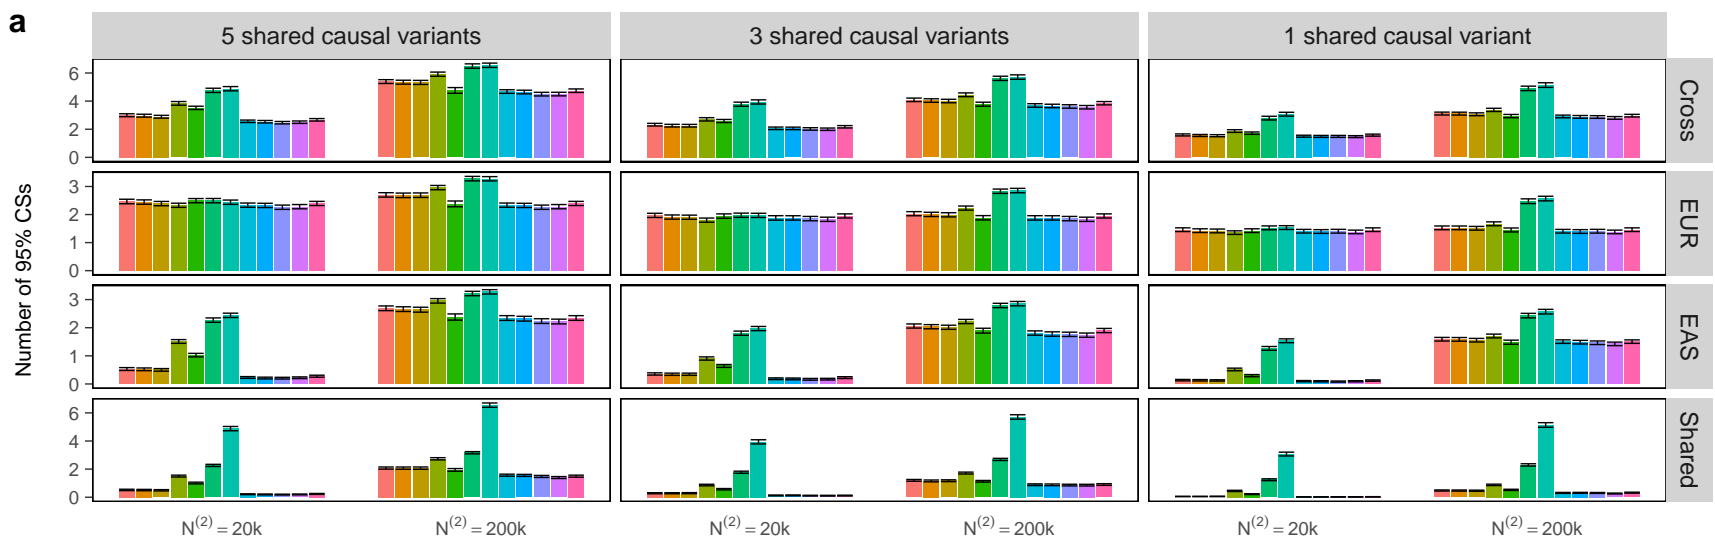 a
5 shared causal variants
3 shared causal variants
1 shared causal variant
Number of 95% CSs
6
4
2
0
Cross
3
2
1
0
EUR
3
2
1
0
EAS
6
4
2
0
Shared
N⁽²⁾ = 20k
N⁽²⁾ = 200k
N⁽²⁾ = 20k
N⁽²⁾ = 200k
N⁽²⁾ = 20k
N⁽²⁾ = 200k